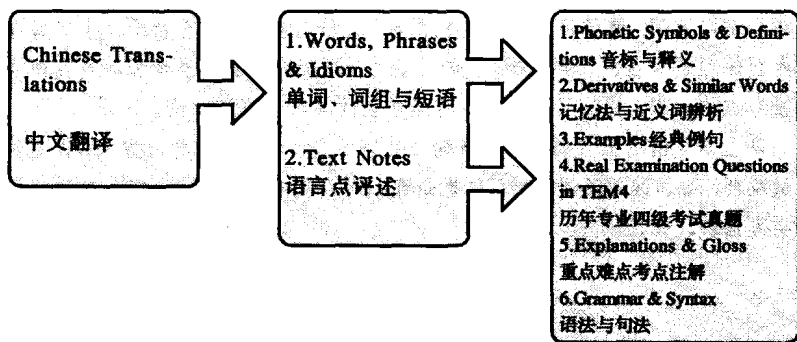 Chinese Trans-
lations
中文翻译
1.Words, Phrases
& Idioms
单词、词组与短语
2.Text Notes
语言点评述
1.Phonetic Symbols & Defini-
tions 音标与释义
2.Derivatives & Similar Words
记忆法与近义词辨析
3.Examples 经典例句
4.Real Examination Questions
in TEM4
历年专业四级考试真题
5.Explanations & Gloss
重点难点考点注解
6.Grammar & Syntax
语法与句法